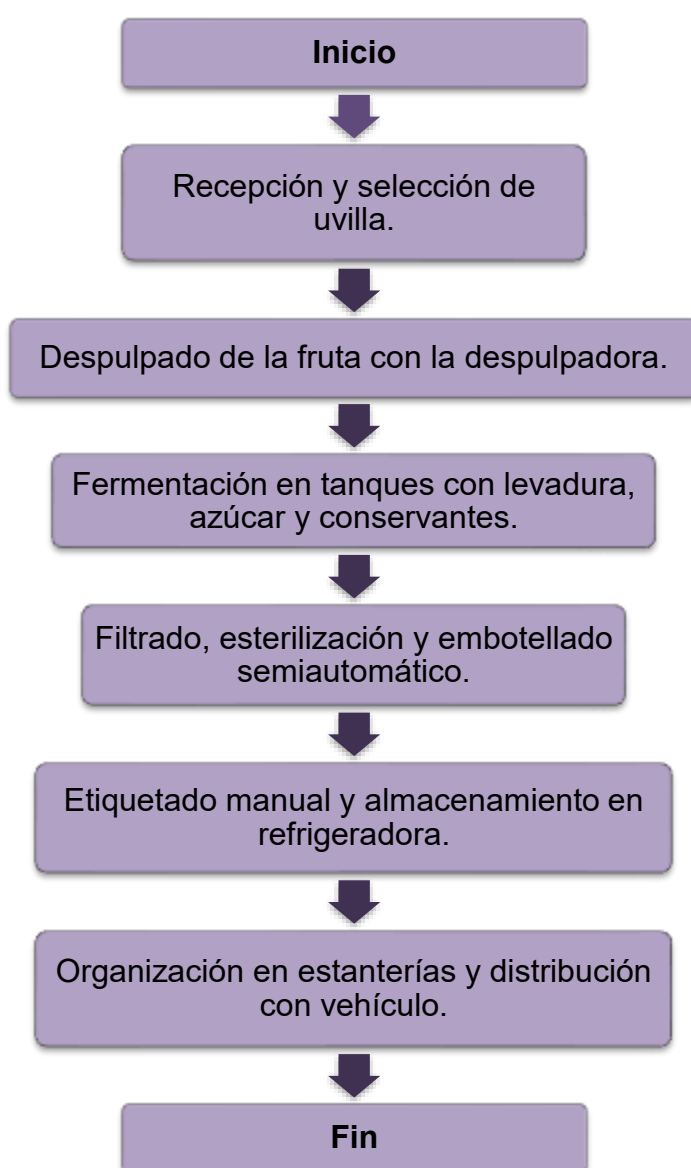 Inicio
Recepción y selección de
uvilla.
Despulpado de la fruta con la despulpadora.
Fermentación en tanques con levadura,
azúcar y conservantes.
Filtrado, esterilización y embotellado
semiautomático.
Etiquetado manual y almacenamiento en
refrigeradora.
Organización en estanterías y distribución
con vehículo.
Fin